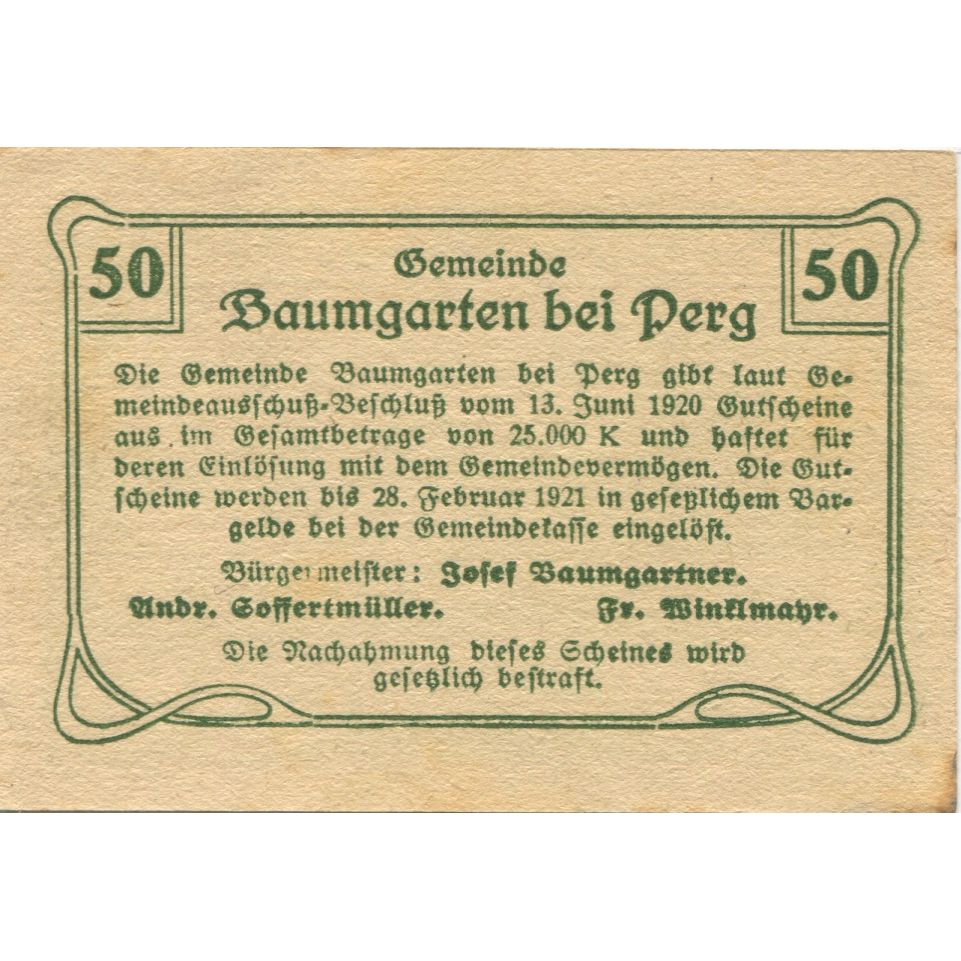 50 Gemeinde 50
Baumgarten bei Perg
Die Gemeinde Baumgarten bei Perg gibt laut Ge-
meindeausschuß-Beschluß vom 13. Juni 1920 Gutscheine
aus im Gesamtbetrage von 25.000 K und haftet für
deren Einlösung mit dem Gemeindevermögen. Die Gut-
scheine werden bis 28. Februar 1921 in gesetzlichem Bar-
gelde bei der Gemeindekasse eingelöst.
Bürgermeister: Josef Baumgartner.
Andr. Soffertmüller. Fr. Winklmayr.
Die Nachahmung dieses Scheines wird
gesetzlich bestraft.